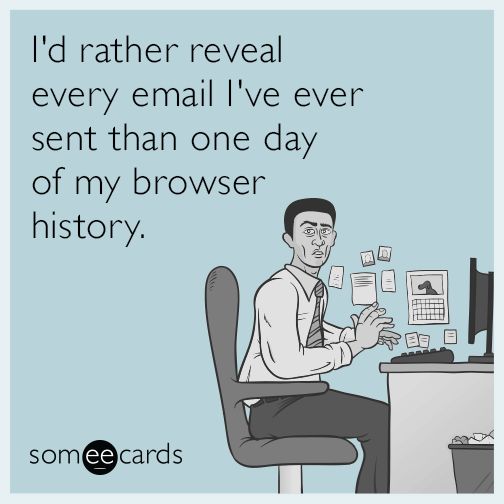 I'd rather reveal
every email I've ever
sent than one day
of my browser
history.
someecards